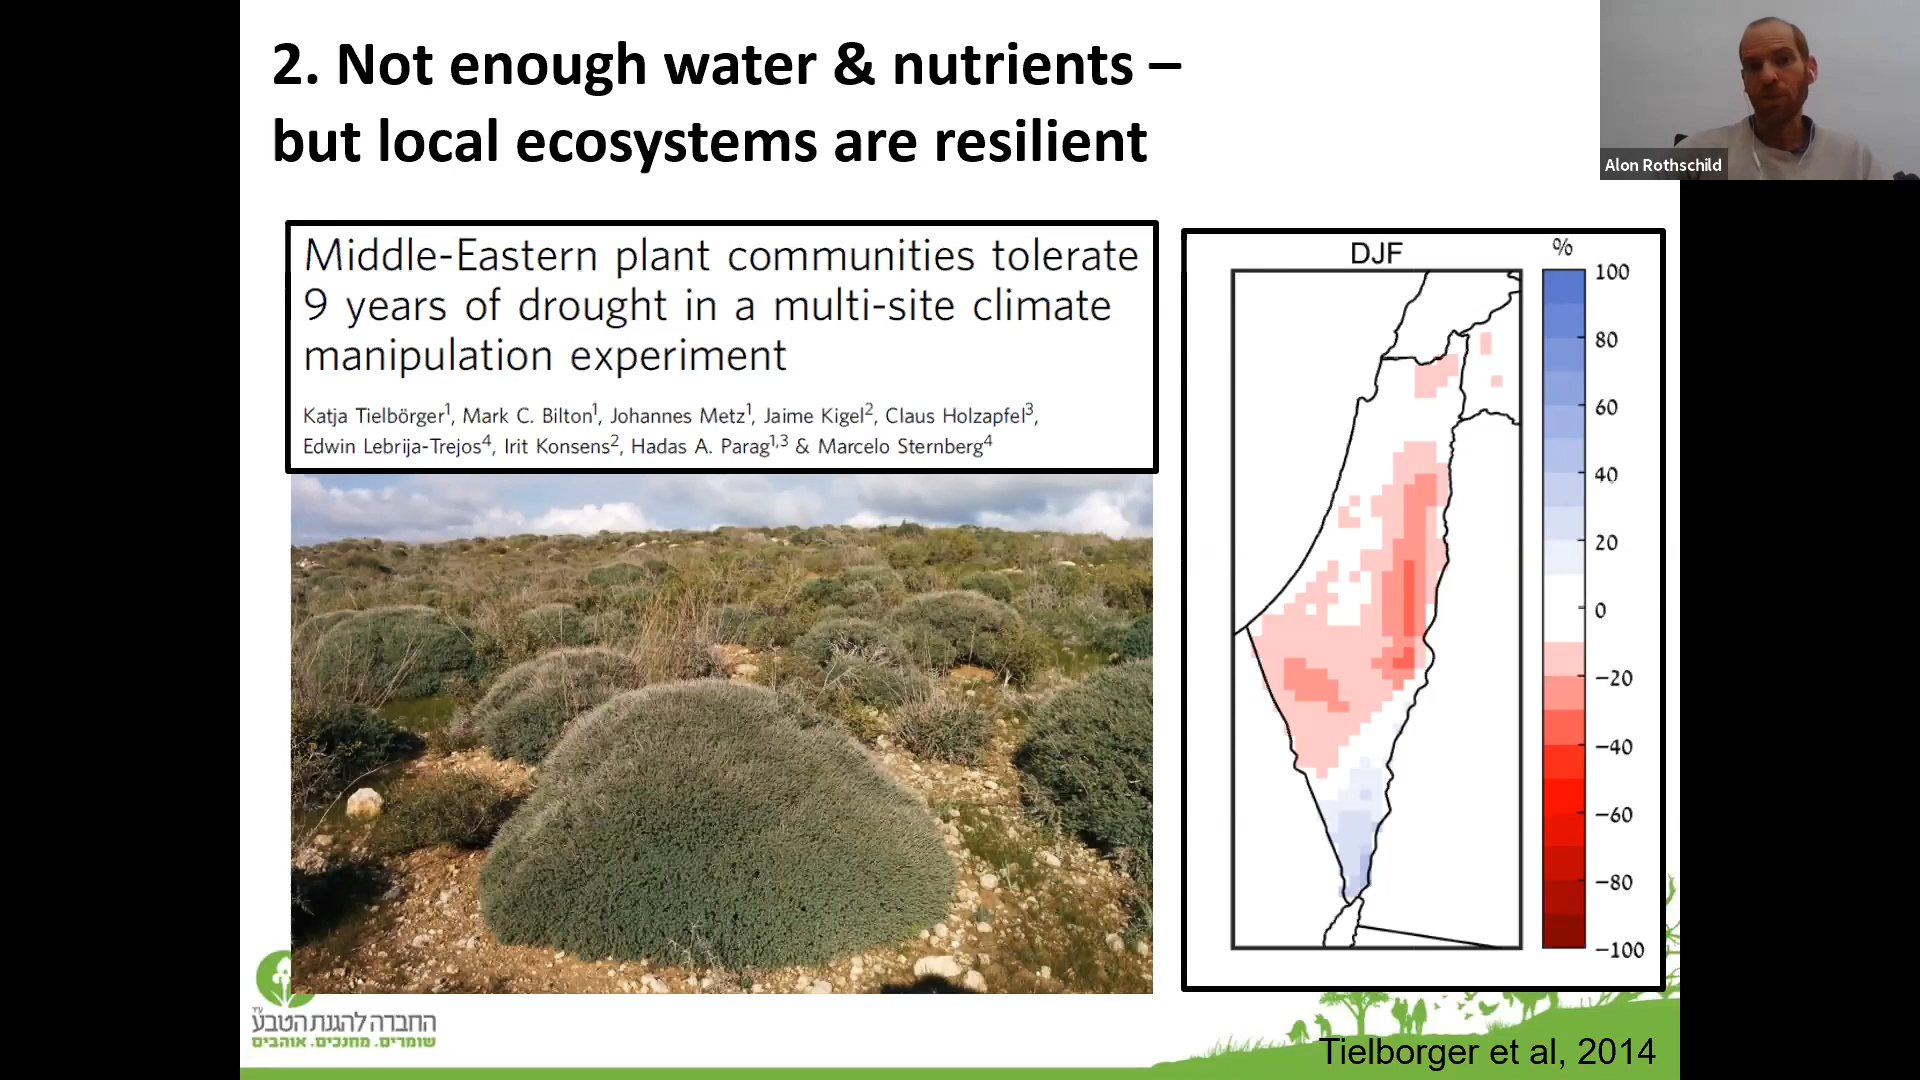 2. Not enough water & nutrients –
but local ecosystems are resilient
Alon Rothschild
Middle-Eastern plant communities tolerate
9 years of drought in a multi-site climate
manipulation experiment
Katja Tielbörger1, Mark C. Bilton1, Johannes Metz1, Jaime Kigel2, Claus Holzapfel3,
Edwin Lebrija-Trejos4, Irit Konsens2, Hadas A. Parag1,3 & Marcelo Sternberg4
DJF
%
100
80
60
40
20
0
−20
−40
−60
−80
−100
החברה להגנת הטבע ע״ר
שומרים. מחנכים. אוהבים
Tielborger et al, 2014